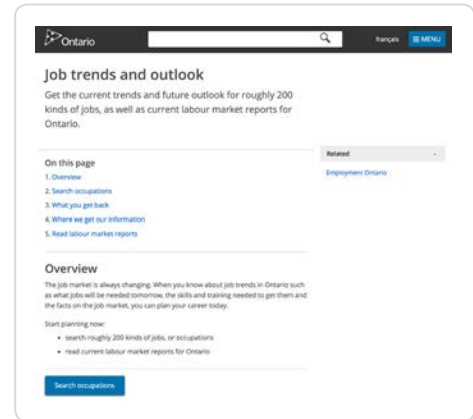 Ontario
français
MENU
Job trends and outlook
Get the current trends and future outlook for roughly 200
kinds of jobs, as well as current labour market reports for
Ontario.
On this page
1. Overview
2. Search occupations
3. What you get back
4. Where we get our information
5. Read labour market reports
Related -
Employment Ontario
Overview
The job market is always changing. When you know about job trends in Ontario such
as what jobs will be needed tomorrow, the skills and training needed to get them and
the facts on the job market, you can plan your career today.
Start planning now:
• search roughly 200 kinds of jobs, or occupations
• read current labour market reports for Ontario
Search occupations